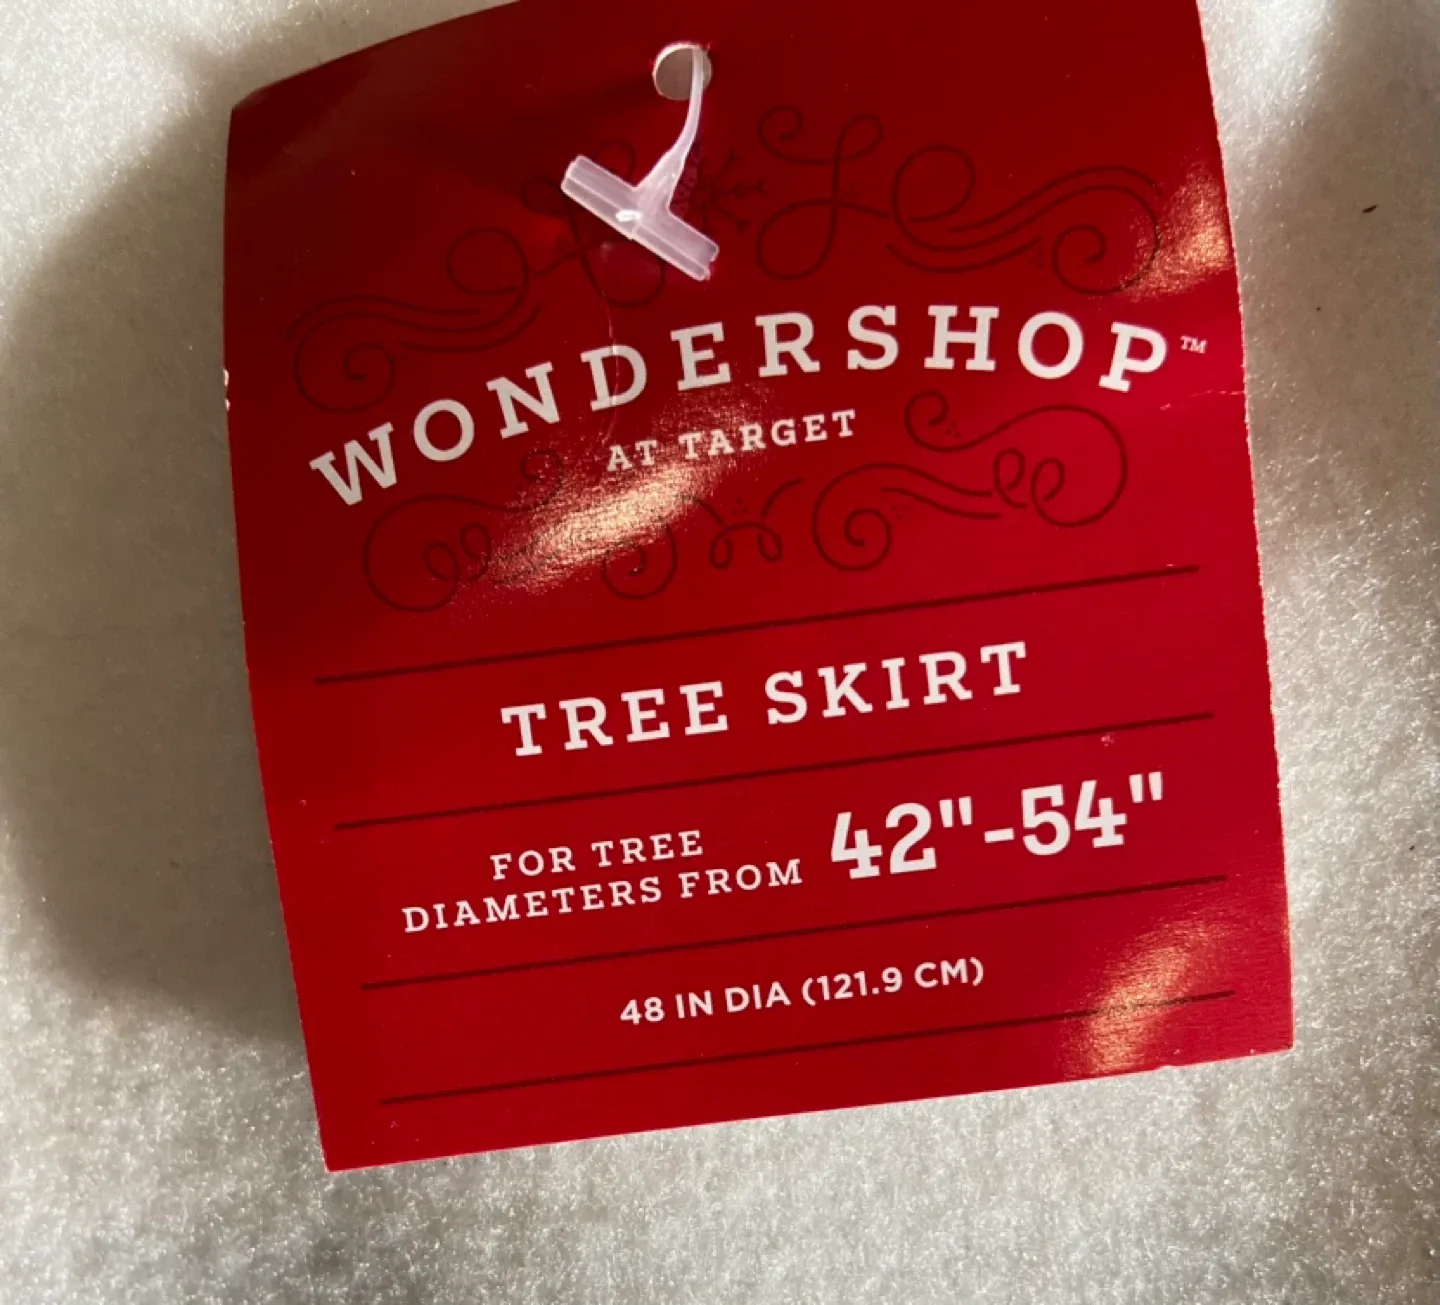 WONDERSHOP™
AT TARGET
TREE SKIRT
FOR TREE
DIAMETERS FROM 42"-54"
48 IN DIA (121.9 CM)